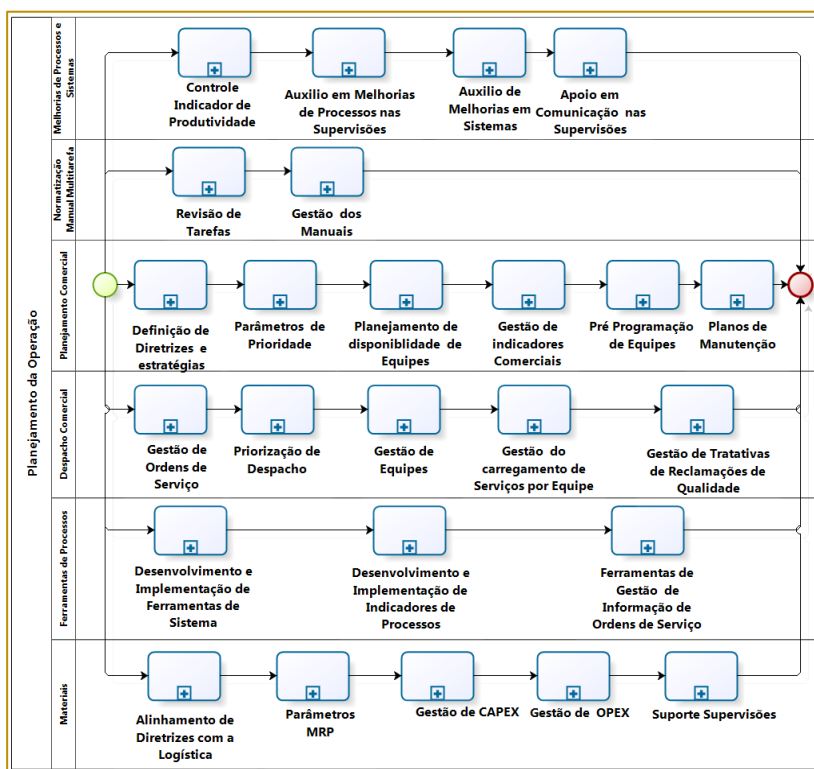 Planejamento da Operação
Melhorias de Processos e
Sistemas
Controle
Indicador de
Produtividade
Auxilio em Melhorias
de Processos nas
Supervisões
Auxilio de
Melhorias em
Sistemas
Apoio em
Comunicação nas
Supervisões
Normatização
Manual Multitarefa
Revisão de
Tarefas
Gestão dos
Manuais
Planejamento Comercial
Definição de
Diretrizes e
estratégias
Parâmetros de
Prioridade
Planejamento de
disponiblidade de
Equipes
Gestão de
indicadores
Comerciais
Pré Programação
de Equipes
Planos de
Manutenção
Despacho Comercial
Gestão de
Ordens de
Serviço
Priorização de
Despacho
Gestão de
Equipes
Gestão do
carregamento de
Serviços por Equipe
Gestão de Tratativas
de Reclamações de
Qualidade
Ferramentas de Processos
Desenvolvimento e
Implementação de
Ferramentas de
Sistema
Desenvolvimento e
Implementação de
Indicadores de
Processos
Ferramentas de
Gestão de
Informação de
Ordens de Serviço
Materiais
Alinhamento de
Diretrizes com a
Logística
Parâmetros
MRP
Gestão de CAPEX
Gestão de OPEX
Suporte Supervisões